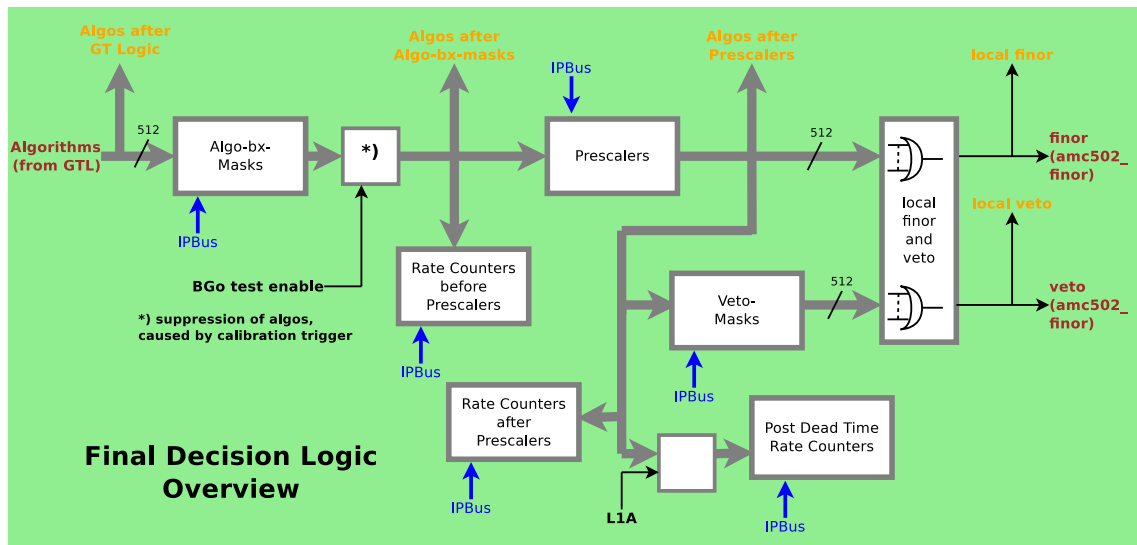 Algos after
GT Logic
Algos after
Algo-bx-masks
Algos after
Prescalers
local finor
IPBus
512
Algorithms
(from GTL)
Algo-bx-
Masks
*)
Prescalers
512
finor
(amc502_
finor)
local
finor
and
veto
local veto
IPBus
BGo test enable
Rate Counters
before
Prescalers
Veto-
Masks
512
veto
(amc502_
finor)
*) suppression of algos,
caused by calibration trigger
IPBus
IPBus
Rate Counters
after
Prescalers
Post Dead Time
Rate Counters
Final Decision Logic
Overview
IPBus
L1A
IPBus